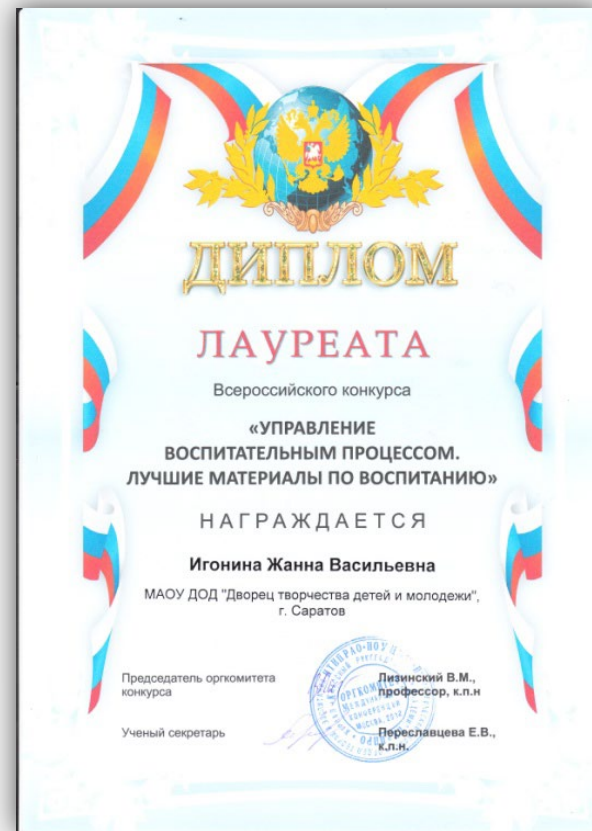 ДИПЛОМ
ЛАУРЕАТА
Всероссийского конкурса
«УПРАВЛЕНИЕ
ВОСПИТАТЕЛЬНЫМ ПРОЦЕССОМ.
ЛУЧШИЕ МАТЕРИАЛЫ ПО ВОСПИТАНИЮ»
НАГРАЖДАЕТСЯ
Игонина Жанна Васильевна
МАОУ ДОД "Дворец творчества детей и молодежи",
г. Саратов
Председатель оргкомитета
конкурса
Лизинский В.М.,
профессор, к.п.н
Ученый секретарь
Переславцева Е.В.,
к.п.н.
ОРГКОМИТЕТ